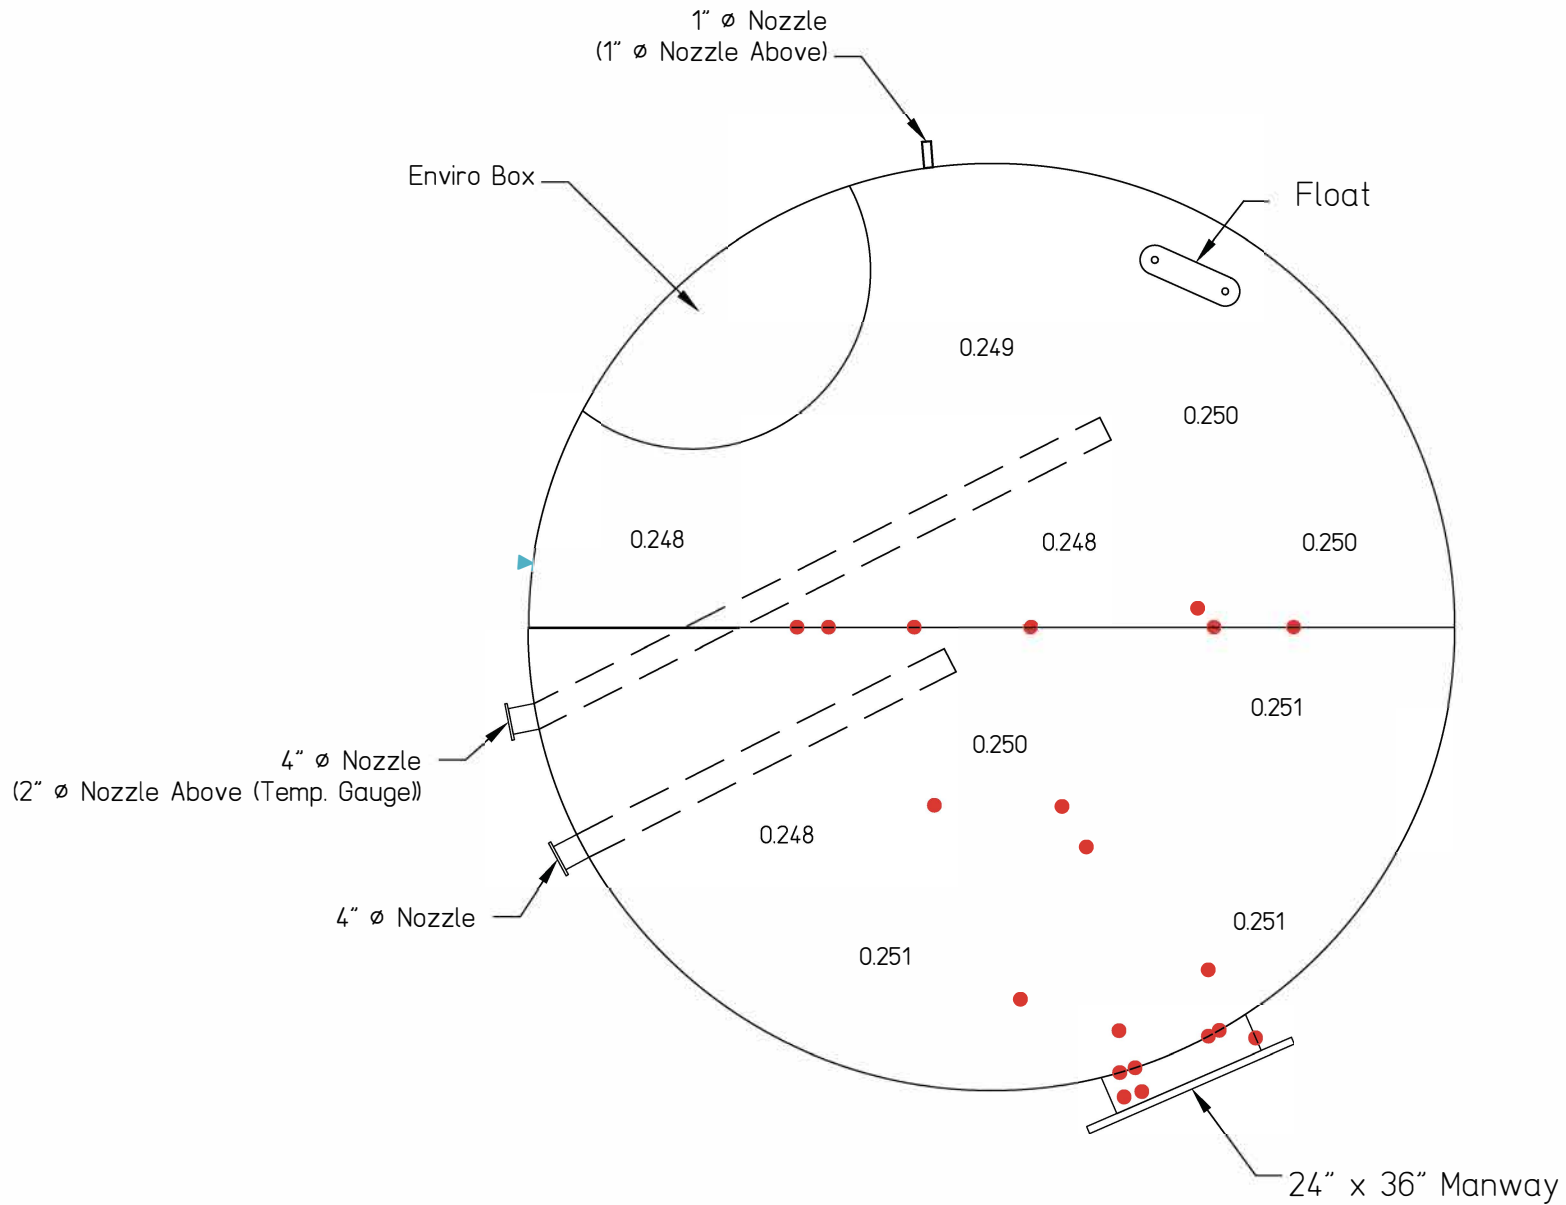 1" ø Nozzle
(1" ø Nozzle Above)
Enviro Box
Float
0.249
0.250
0.248
0.248
0.250
0.251
0.250
4" ø Nozzle
(2" ø Nozzle Above (Temp. Gauge))
0.248
4" ø Nozzle
0.251
0.251
24" x 36" Manway